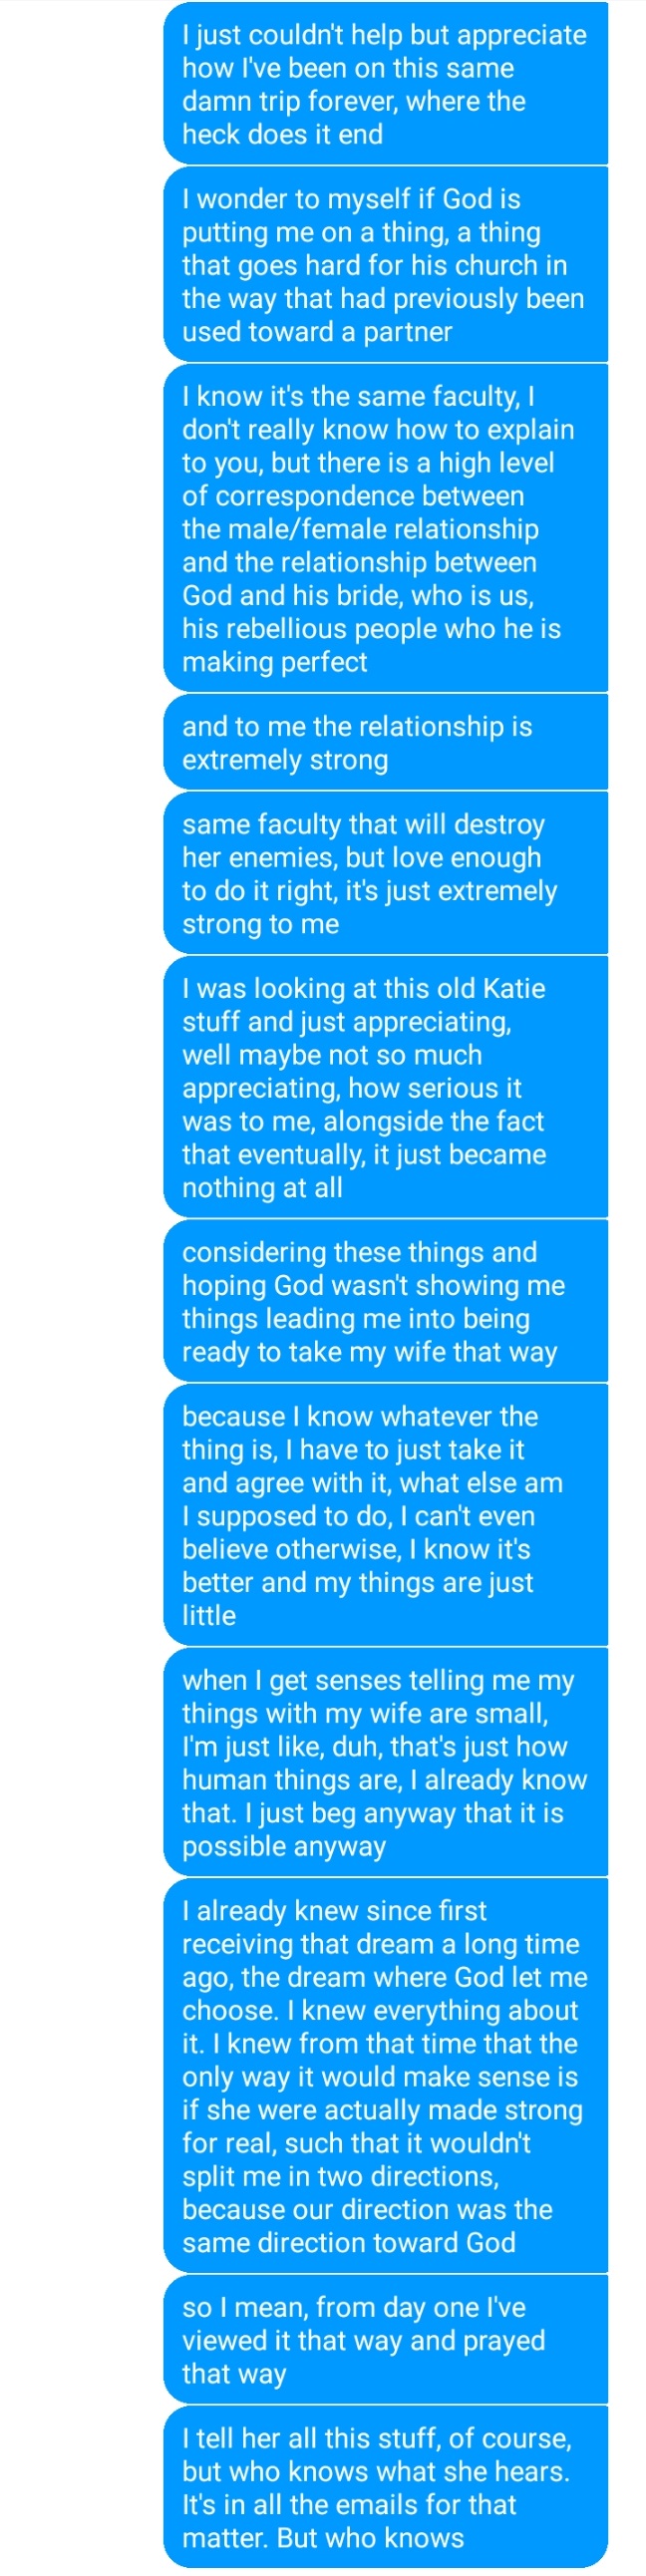 I just couldn't help but appreciate
how I've been on this same
damn trip forever, where the
heck does it end
I wonder to myself if God is
putting me on a thing, a thing
that goes hard for his church in
the way that had previously been
used toward a partner
I know it's the same faculty, I
don't really know how to explain
to you, but there is a high level
of correspondence between
the male/female relationship
and the relationship between
God and his bride, who is us,
his rebellious people who he is
making perfect
and to me the relationship is
extremely strong
same faculty that will destroy
her enemies, but love enough
to do it right, it's just extremely
strong to me
I was looking at this old Katie
stuff and just appreciating,
well maybe not so much
appreciating, how serious it
was to me, alongside the fact
that eventually, it just became
nothing at all
considering these things and
hoping God wasn't showing me
things leading me into being
ready to take my wife that way
because I know whatever the
thing is, I have to just take it
and agree with it, what else am
I supposed to do, I can't even
believe otherwise, I know it's
better and my things are just
little
when I get senses telling me my
things with my wife are small,
I'm just like, duh, that's just how
human things are, I already know
that. I just beg anyway that it is
possible anyway
I already knew since first
receiving that dream a long time
ago, the dream where God let me
choose. I knew everything about
it. I knew from that time that the
only way it would make sense is
if she were actually made strong
for real, such that it wouldn't
split me in two directions,
because our direction was the
same direction toward God
so I mean, from day one I've
viewed it that way and prayed
that way
I tell her all this stuff, of course,
but who knows what she hears.
It's in all the emails for that
matter. But who knows